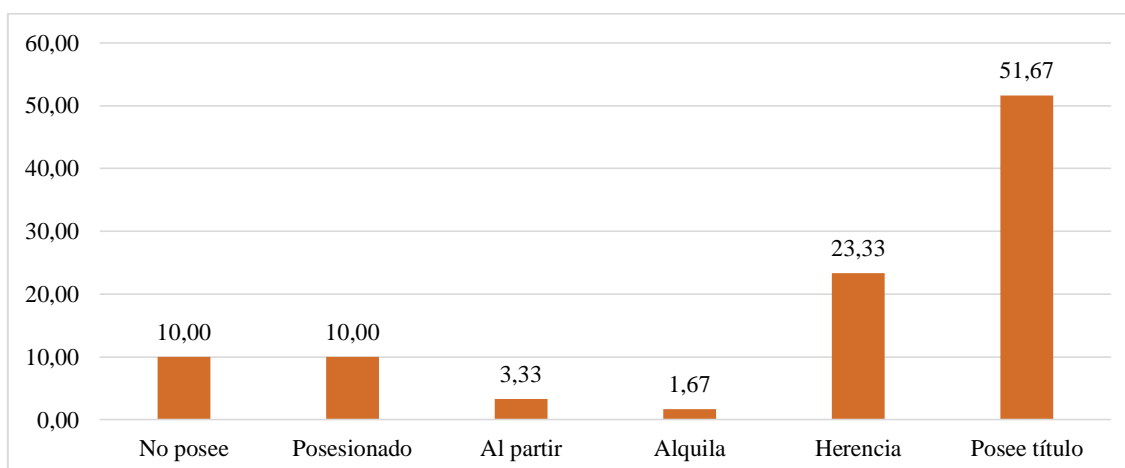 60,00
50,00
40,00
30,00
20,00
10,00
0,00
10,00
10,00
3,33
1,67
23,33
51,67
No posee
Posesionado
Al partir
Alquila
Herencia
Posee título